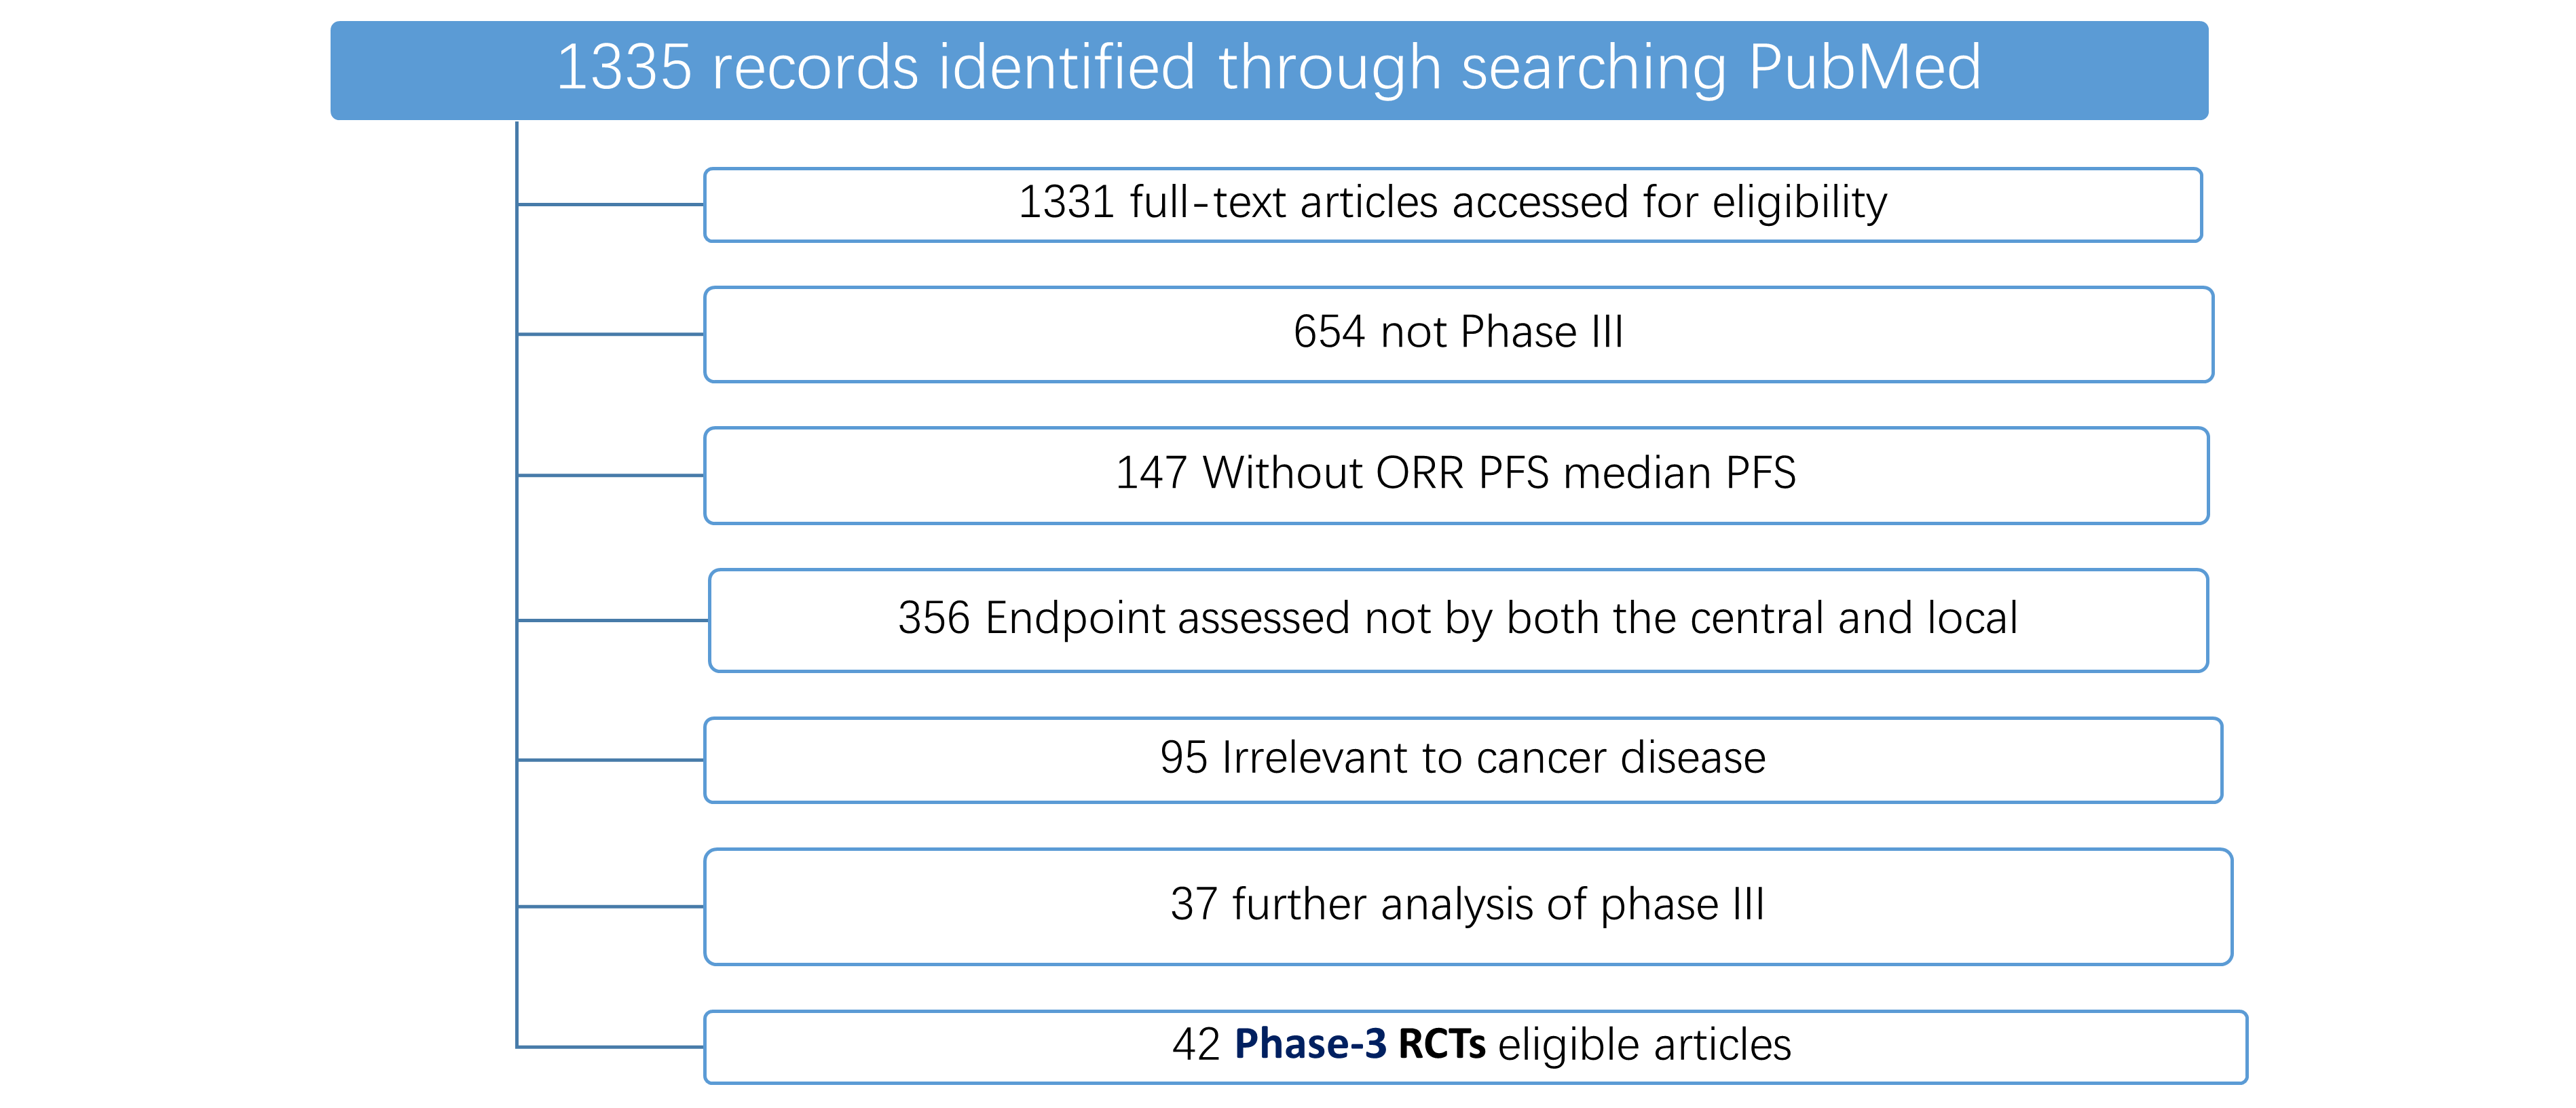 1335 records identified through searching PubMed
1331 full-text articles accessed for eligibility
654 not Phase III
147 Without ORR PFS median PFS
356 Endpoint assessed not by both the central and local
95 Irrelevant to cancer disease
37 further analysis of phase III
42 Phase-3 RCTs eligible articles